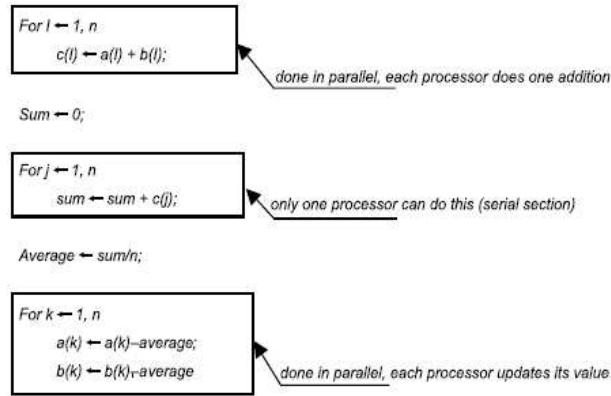 For I ← 1, n
c(I) ← a(I) + b(I);
done in parallel, each processor does one addition
Sum ← 0;
For j ← 1, n
sum ← sum + c(j);
only one processor can do this (serial section)
Average ← sum/n;
For k ← 1, n
a(k) ← a(k)–average;
b(k) ← b(k)–average
done in parallel, each processor updates its value